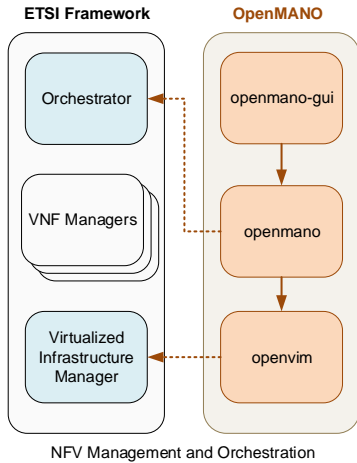 ETSI Framework
OpenMANO
Orchestrator
openmano-gui
VNF Managers
openmano
Virtualized
Infrastructure
Manager
openvim
NFV Management and Orchestration